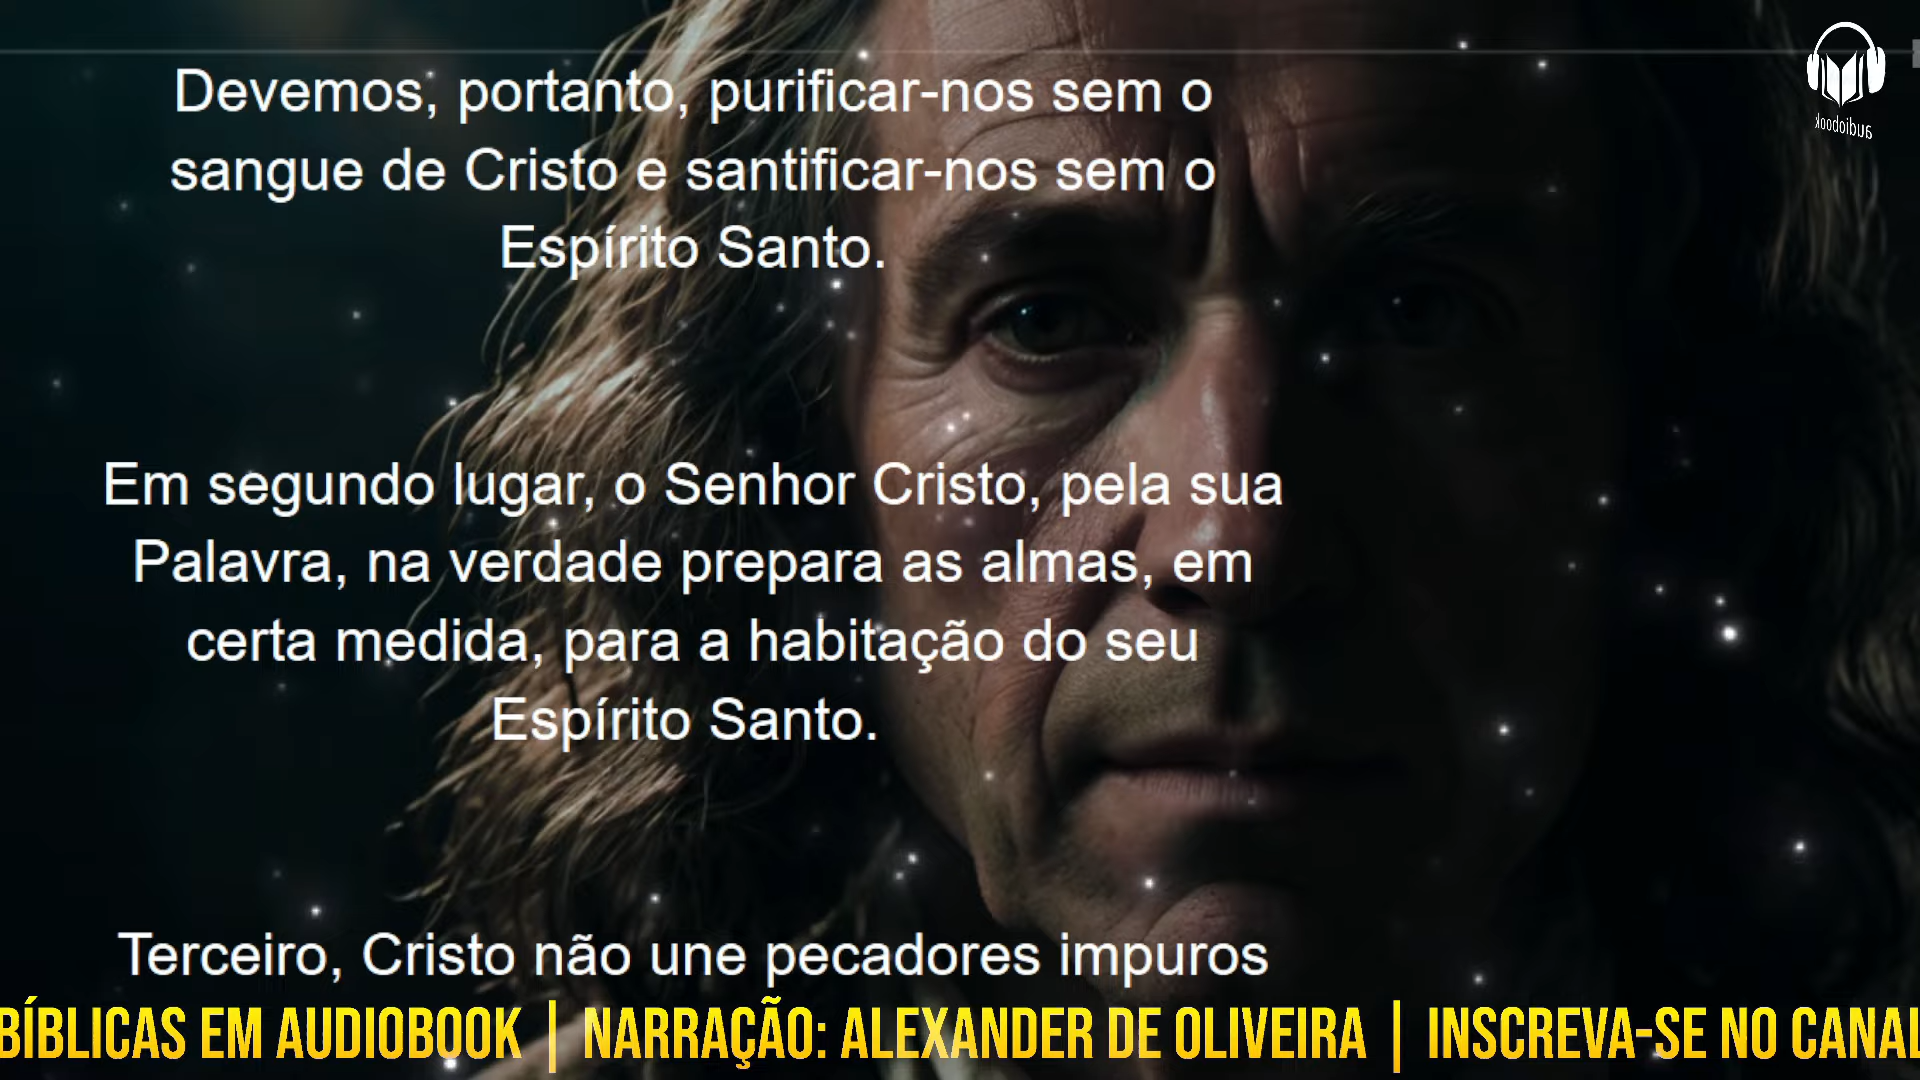 audiobook
Devemos, portanto, purificar-nos sem o
sangue de Cristo e santificar-nos sem o
Espírito Santo.
Em segundo lugar, o Senhor Cristo, pela sua
Palavra, na verdade prepara as almas, em
certa medida, para a habitação do seu
Espírito Santo.
Terceiro, Cristo não une pecadores impuros
BÍBLICAS EM AUDIOBOOK | NARRAÇÃO: ALEXANDER DE OLIVEIRA | INSCREVA-SE NO CANAL